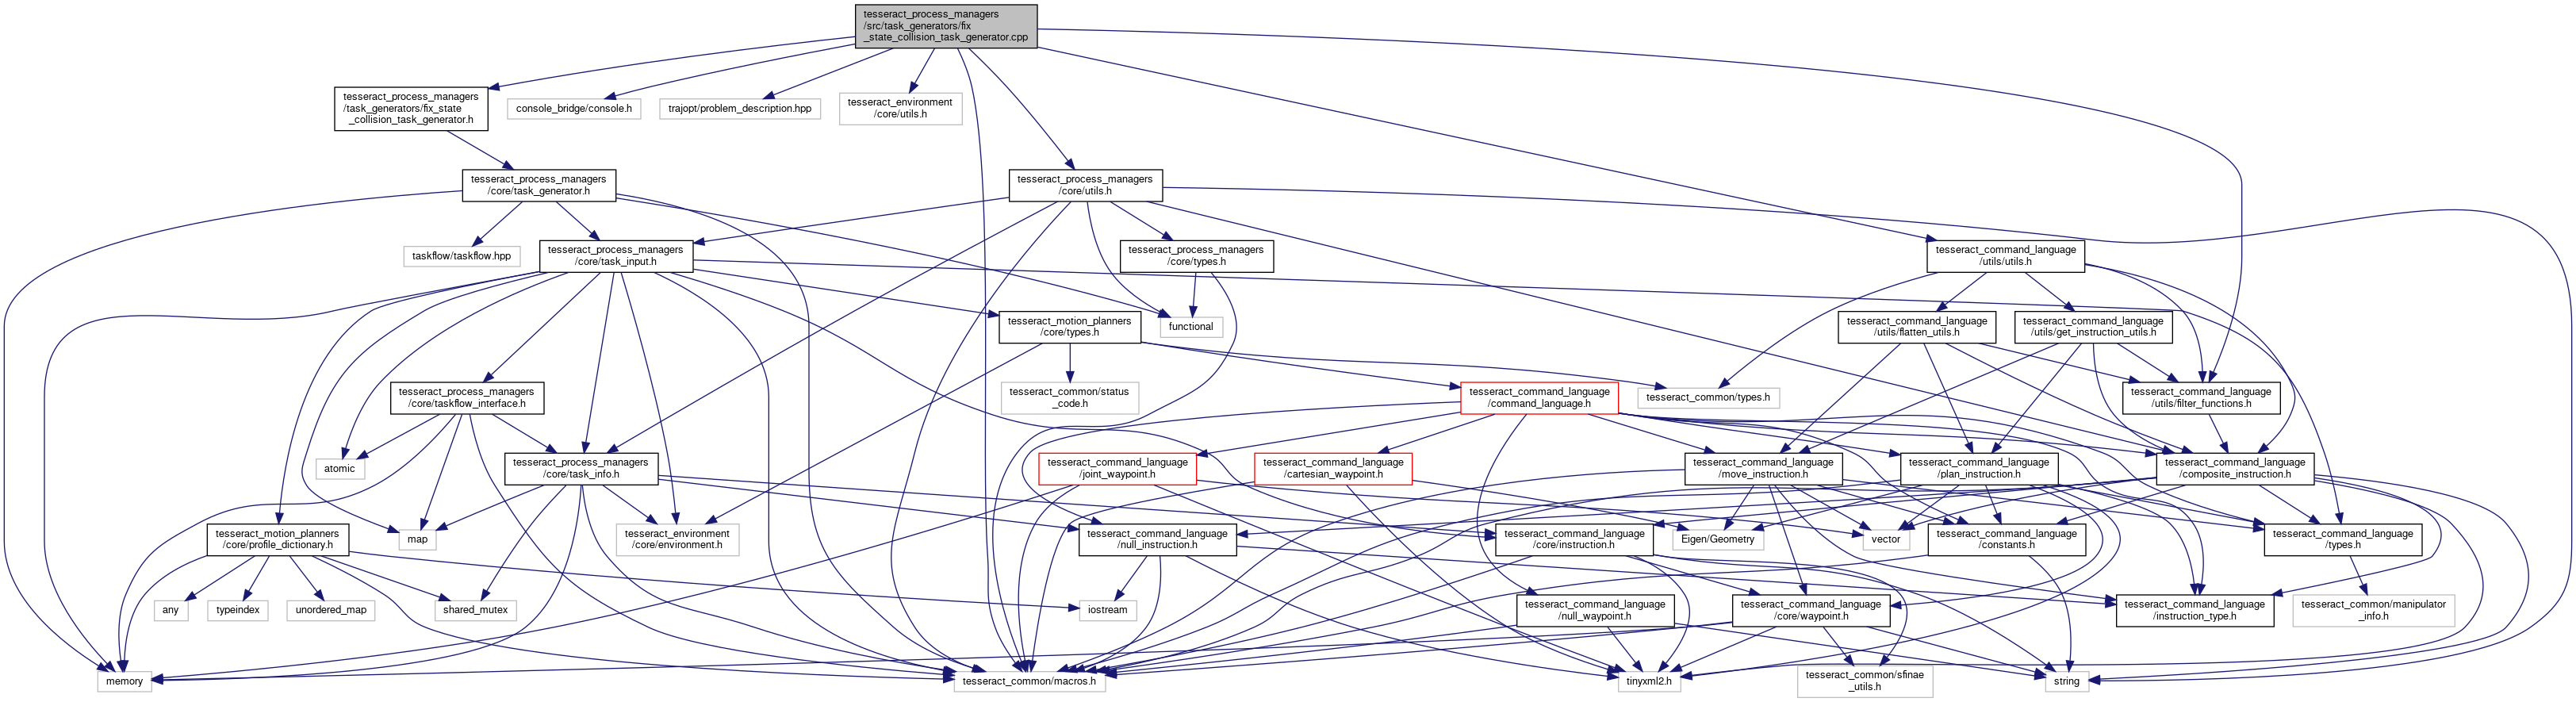 tesseract_process_managers
/src/task_generators/fix
_state_collision_task_generator.cpp
tesseract_process_managers
/task_generators/fix_state
_collision_task_generator.h
console_bridge/console.h
trajopt/problem_description.hpp
tesseract_environment
/core/utils.h
tesseract_process_managers
/core/task_generator.h
tesseract_process_managers
/core/utils.h
taskflow/taskflow.hpp
tesseract_process_managers
/core/task_input.h
tesseract_process_managers
/core/types.h
tesseract_command_language
/utils/utils.h
tesseract_motion_planners
/core/types.h
functional
tesseract_command_language
/utils/flatten_utils.h
tesseract_command_language
/utils/get_instruction_utils.h
tesseract_process_managers
/core/taskflow_interface.h
tesseract_common/status
_code.h
tesseract_command_language
/command_language.h
tesseract_common/types.h
tesseract_command_language
/utils/filter_functions.h
atomic
tesseract_process_managers
/core/task_info.h
tesseract_command_language
/joint_waypoint.h
tesseract_command_language
/cartesian_waypoint.h
tesseract_command_language
/move_instruction.h
tesseract_command_language
/plan_instruction.h
tesseract_command_language
/composite_instruction.h
tesseract_motion_planners
/core/profile_dictionary.h
map
tesseract_environment
/core/environment.h
tesseract_command_language
/null_instruction.h
Eigen/Geometry
tesseract_command_language
/core/instruction.h
vector
tesseract_command_language
/constants.h
tesseract_command_language
/types.h
any
typeindex
unordered_map
shared_mutex
iostream
tesseract_command_language
/null_waypoint.h
tesseract_command_language
/core/waypoint.h
tesseract_command_language
/instruction_type.h
tesseract_common/manipulator
_info.h
memory
tesseract_common/macros.h
tinyxml2.h
tesseract_common/sfinae
_utils.h
string